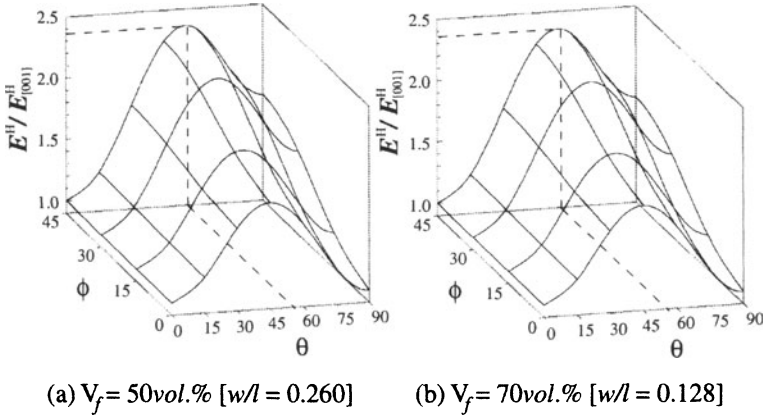 2.5
2.0
1.5
1.0
E^H / E^H_[001]
45
30
15
0
ϕ
0 15 30 45 60 75 90
θ
2.5
2.0
1.5
1.0
E^H / E^H_[001]
45
30
15
0
ϕ
0 15 30 45 60 75 90
θ
(a) V_f = 50vol.% [w/l = 0.260]
(b) V_f = 70vol.% [w/l = 0.128]